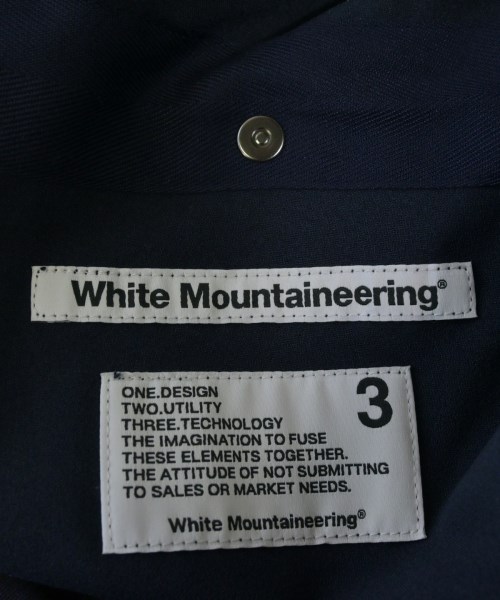 White Mountaineering®
3
ONE.DESIGN
TWO.UTILITY
THREE.TECHNOLOGY
THE IMAGINATION TO FUSE
THESE ELEMENTS TOGETHER.
THE ATTITUDE OF NOT SUBMITTING
TO SALES OR MARKET NEEDS.
White Mountaineering®